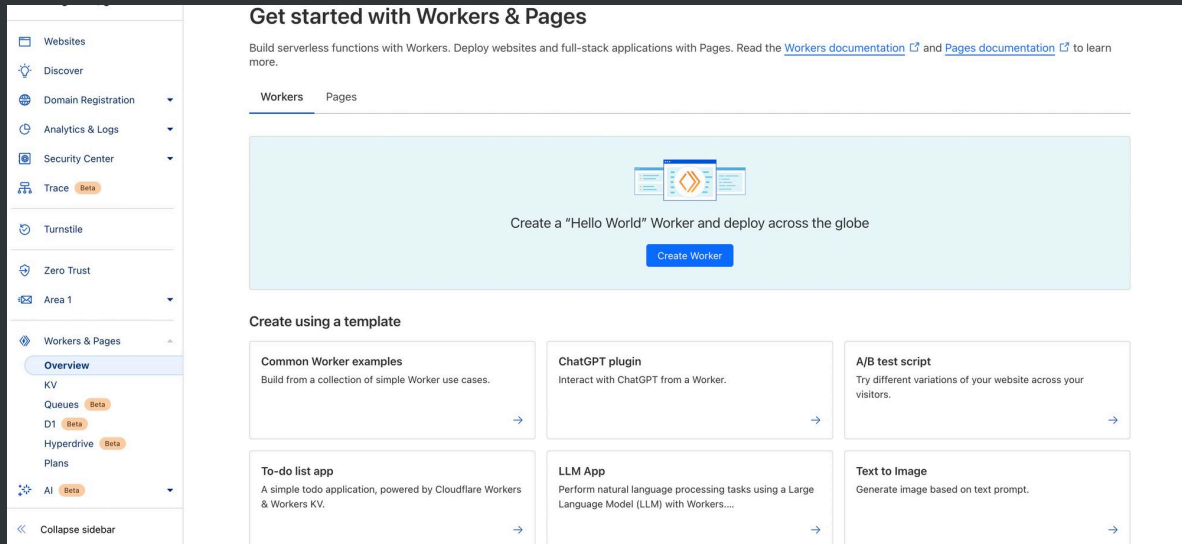 Get started with Workers & Pages
Build serverless functions with Workers. Deploy websites and full-stack applications with Pages. Read the Workers documentation and Pages documentation to learn
more.
Workers Pages
Create a “Hello World” Worker and deploy across the globe
Create Worker
Create using a template
Common Worker examples
Build from a collection of simple Worker use cases.
ChatGPT plugin
Interact with ChatGPT from a Worker.
A/B test script
Try different variations of your website across your
visitors.
To-do list app
A simple todo application, powered by Cloudflare Workers
& Workers KV.
LLM App
Perform natural language processing tasks using a Large
Language Model (LLM) with Workers....
Text to Image
Generate image based on text prompt.
Websites
Discover
Domain Registration
Analytics & Logs
Security Center
Trace Beta
Turnstile
Zero Trust
Area 1
Workers & Pages
Overview
KV
Queues Beta
D1 Beta
Hyperdrive Beta
Plans
AI Beta
Collapse sidebar